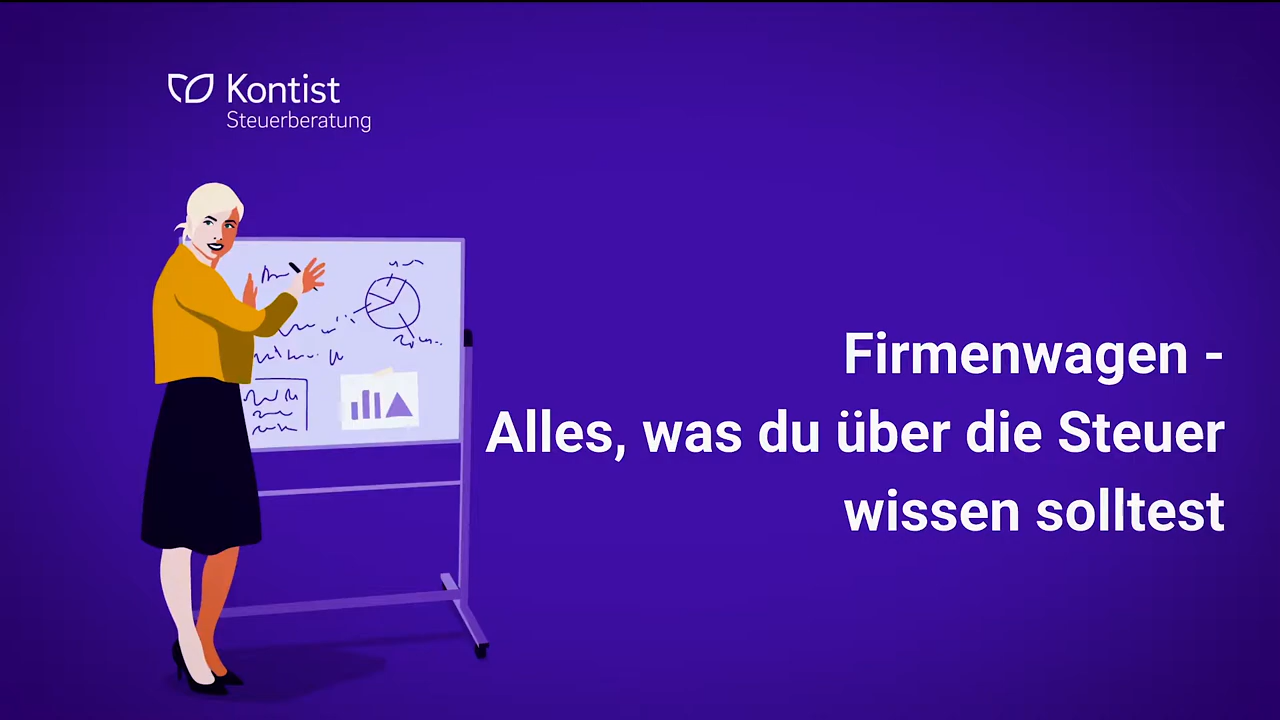 Kontist
Steuerberatung
Firmenwagen -
Alles, was du über die Steuer
wissen solltest